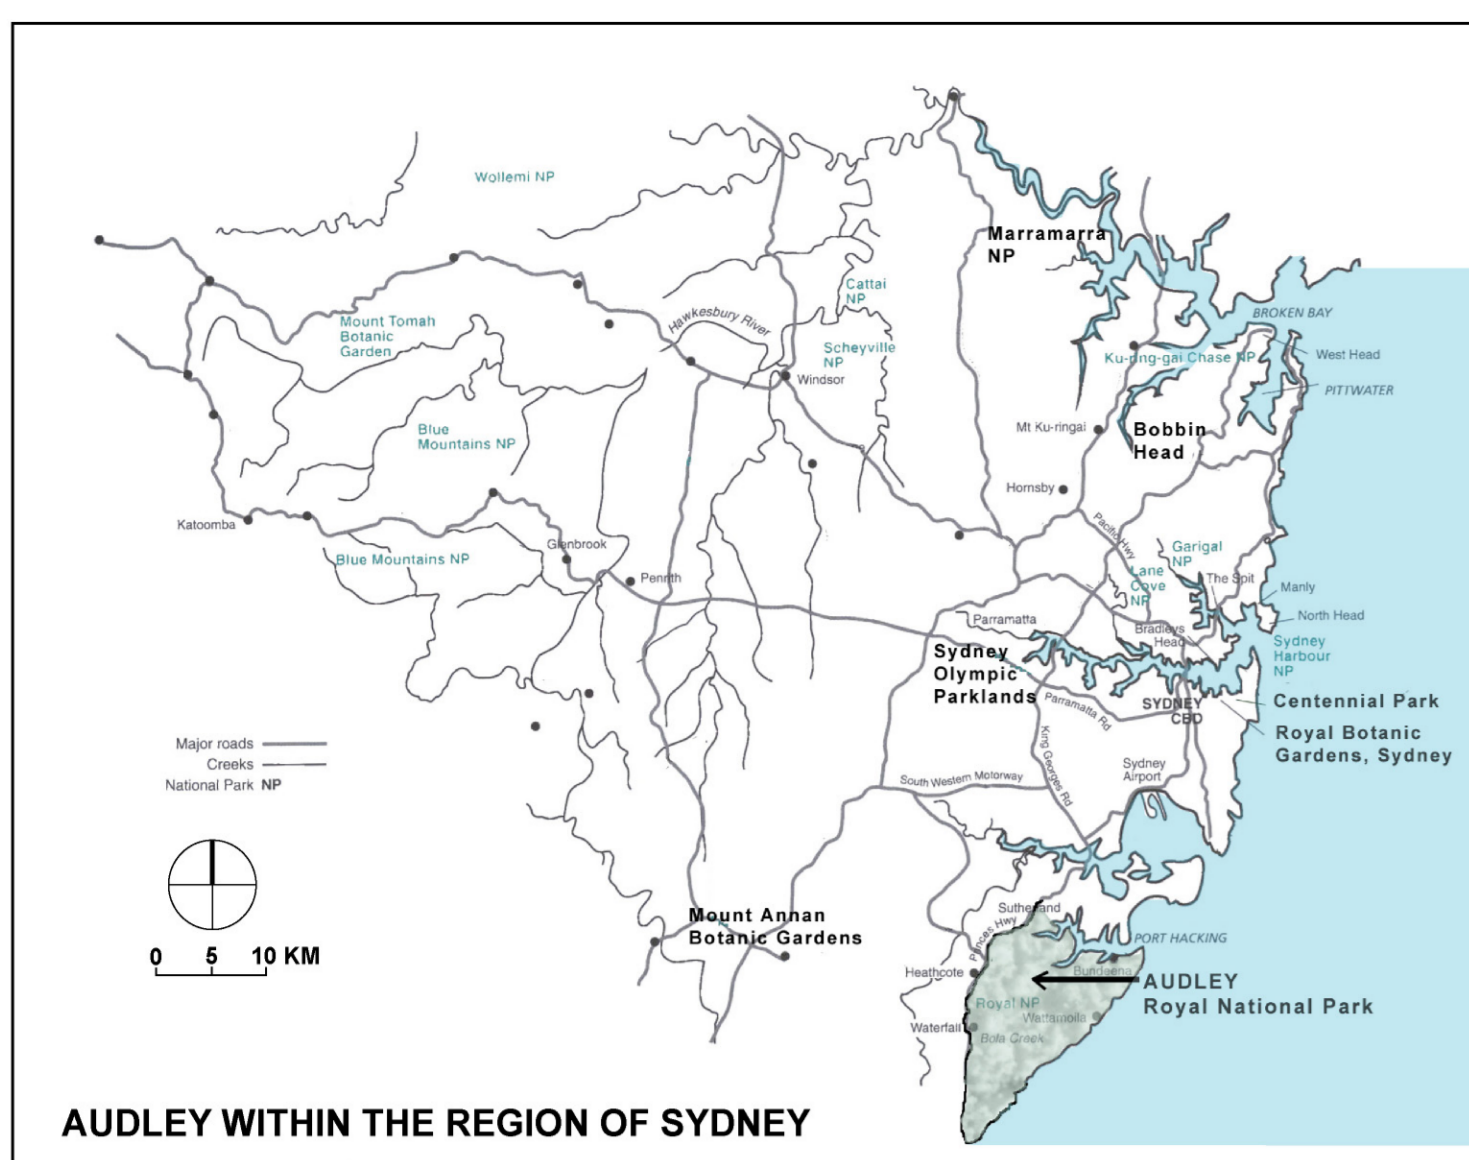 Wollemi NP
Marramarra
NP
Cattai
NP
Hawkesbury River
BROKEN BAY
Mount Tomah
Botanic
Garden
Scheyville
NP
Ku-ring-gai Chase NP
West Head
Windsor
PITTWATER
Blue
Mountains NP
Mt Ku-ringai
Bobbin
Head
Hornsby
Katoomba
Pacific Hwy
Glenbrook
Blue Mountains NP
Garigal
NP
Penrith
Lane
Cove
NP
The Spit
Manly
Parramatta
North Head
Bradleys
Head
Sydney
Harbour
NP
Sydney
Olympic
Parklands
Parramatta Rd
SYDNEY
CBD
Centennial Park
Royal Botanic
Gardens, Sydney
Major roads
Creeks
National Park NP
King Georges Rd
Sydney
Airport
South Western Motorway
Mount Annan
Botanic Gardens
Sutherland
Princes Hwy
PORT HACKING
Heathcote
Bundeena
AUDLEY
Royal National Park
Royal NP
Wattamolla
Waterfall
Bola Creek
0 5 10 KM
AUDLEY WITHIN THE REGION OF SYDNEY